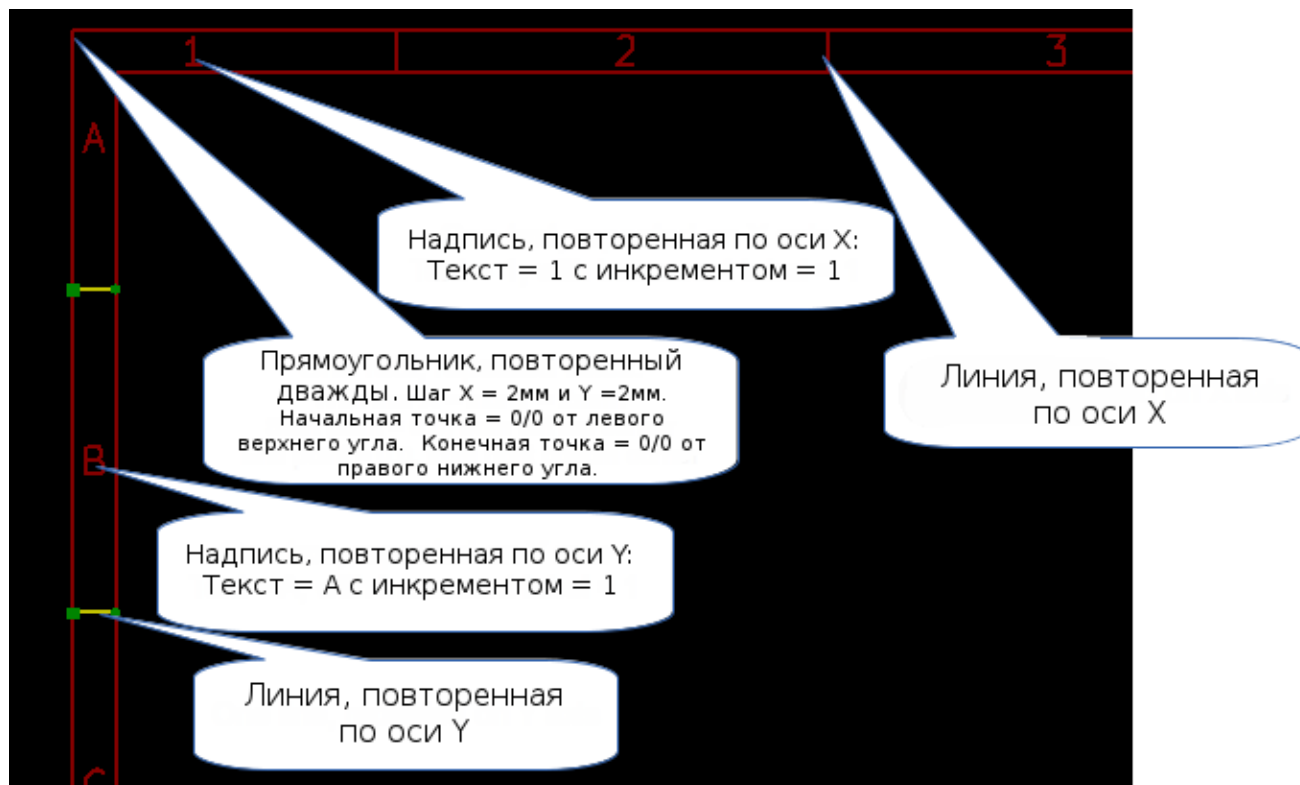 1 2 3
A
Надпись, повторенная по оси X:
Текст = 1 с инкрементом = 1
Прямоугольник, повторенный
дважды. Шаг X = 2мм и Y =2мм.
Начальная точка = 0/0 от левого
верхнего угла. Конечная точка = 0/0 от
правого нижнего угла.
Линия, повторенная
по оси X
B
Надпись, повторенная по оси Y:
Текст = A с инкрементом = 1
Линия, повторенная
по оси Y
C